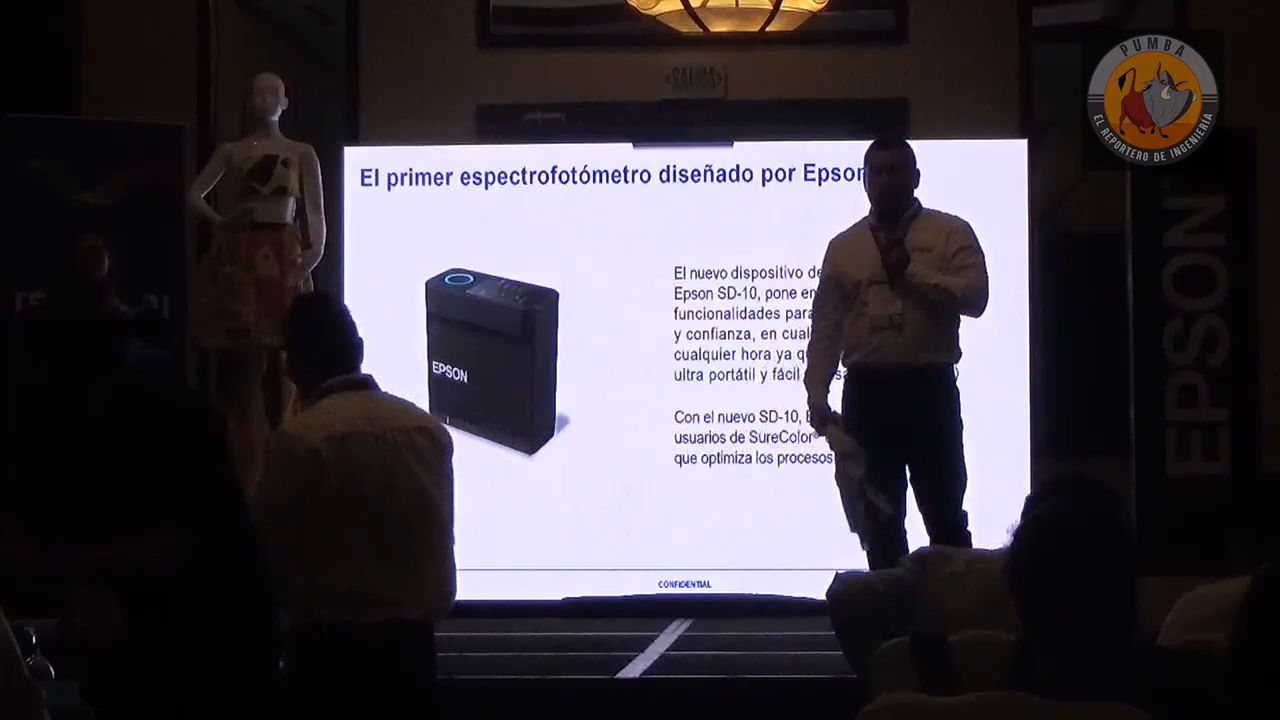 PUMBA
EL REPORTERO DE INGENIERÍA
SALIDA
El primer espectrofotómetro diseñado por Epson
El nuevo dispositivo de
Epson SD-10, pone en
funcionalidades para
y confianza, en
cualquier hora ya
ultra portátil y fácil
Con el nuevo SD-10,
usuarios de SureColor®
que optimiza los procesos
EPSON
CONFIDENTIAL
EPSON